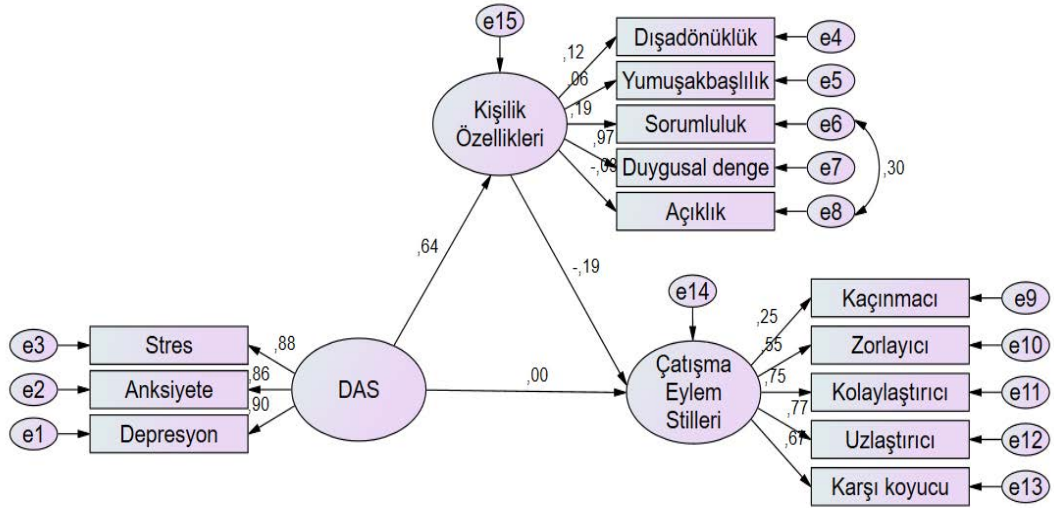 e15
Dışadönüklük
e4
,12
Yumuşakbaşlılık
e5
,06
Kişilik
Özellikleri
,19
Sorumluluk
e6
,97
Duygusal denge
e7
,30
Açıklık
e8
,64
-,19
e14
Kaçınmacı
e9
,25
e3
Stres
,88
Zorlayıcı
e10
,55
e2
Anksiyete
,86
DAS
,00
Çatışma
Eylem
Stilleri
,75
Kolaylaştırıcı
e11
,90
e1
Depresyon
,77
Uzlaştırıcı
e12
,67
Karşı koyucu
e13